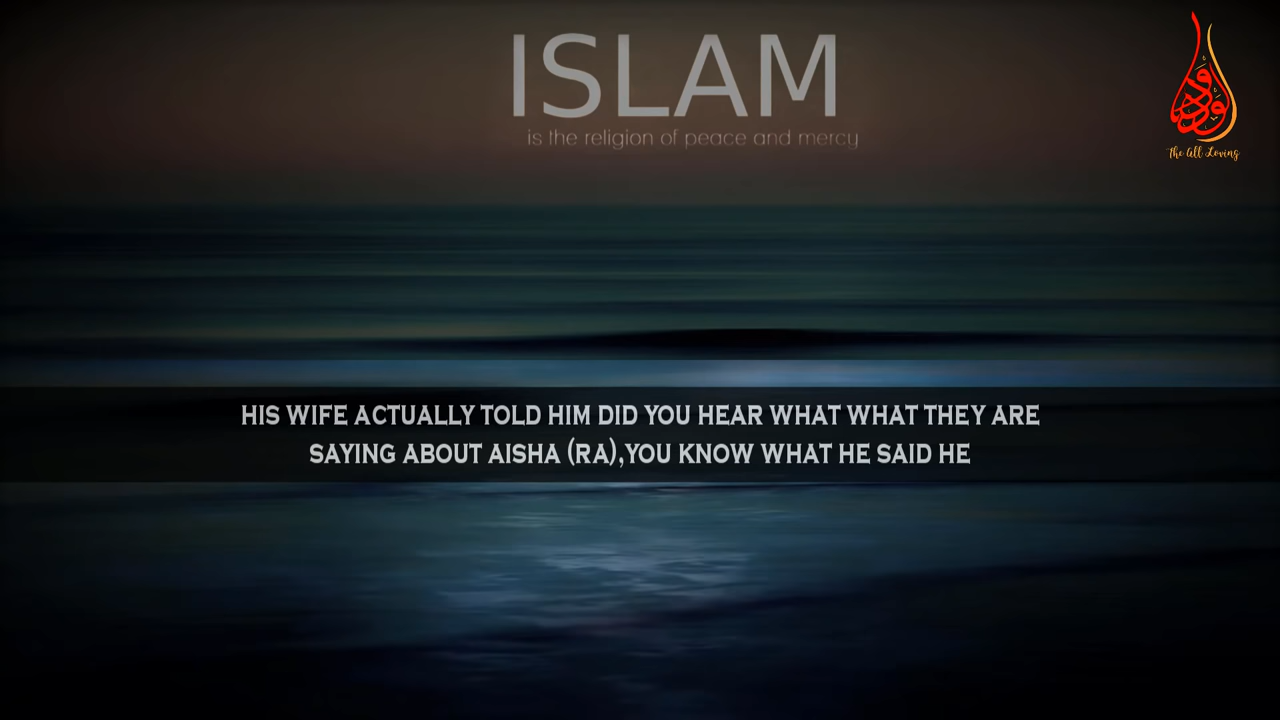 ISLAM
is the religion of peace and mercy
الودود
The All Loving
HIS WIFE ACTUALLY TOLD HIM DID YOU HEAR WHAT WHAT THEY ARE
SAYING ABOUT AISHA (RA),YOU KNOW WHAT HE SAID HE